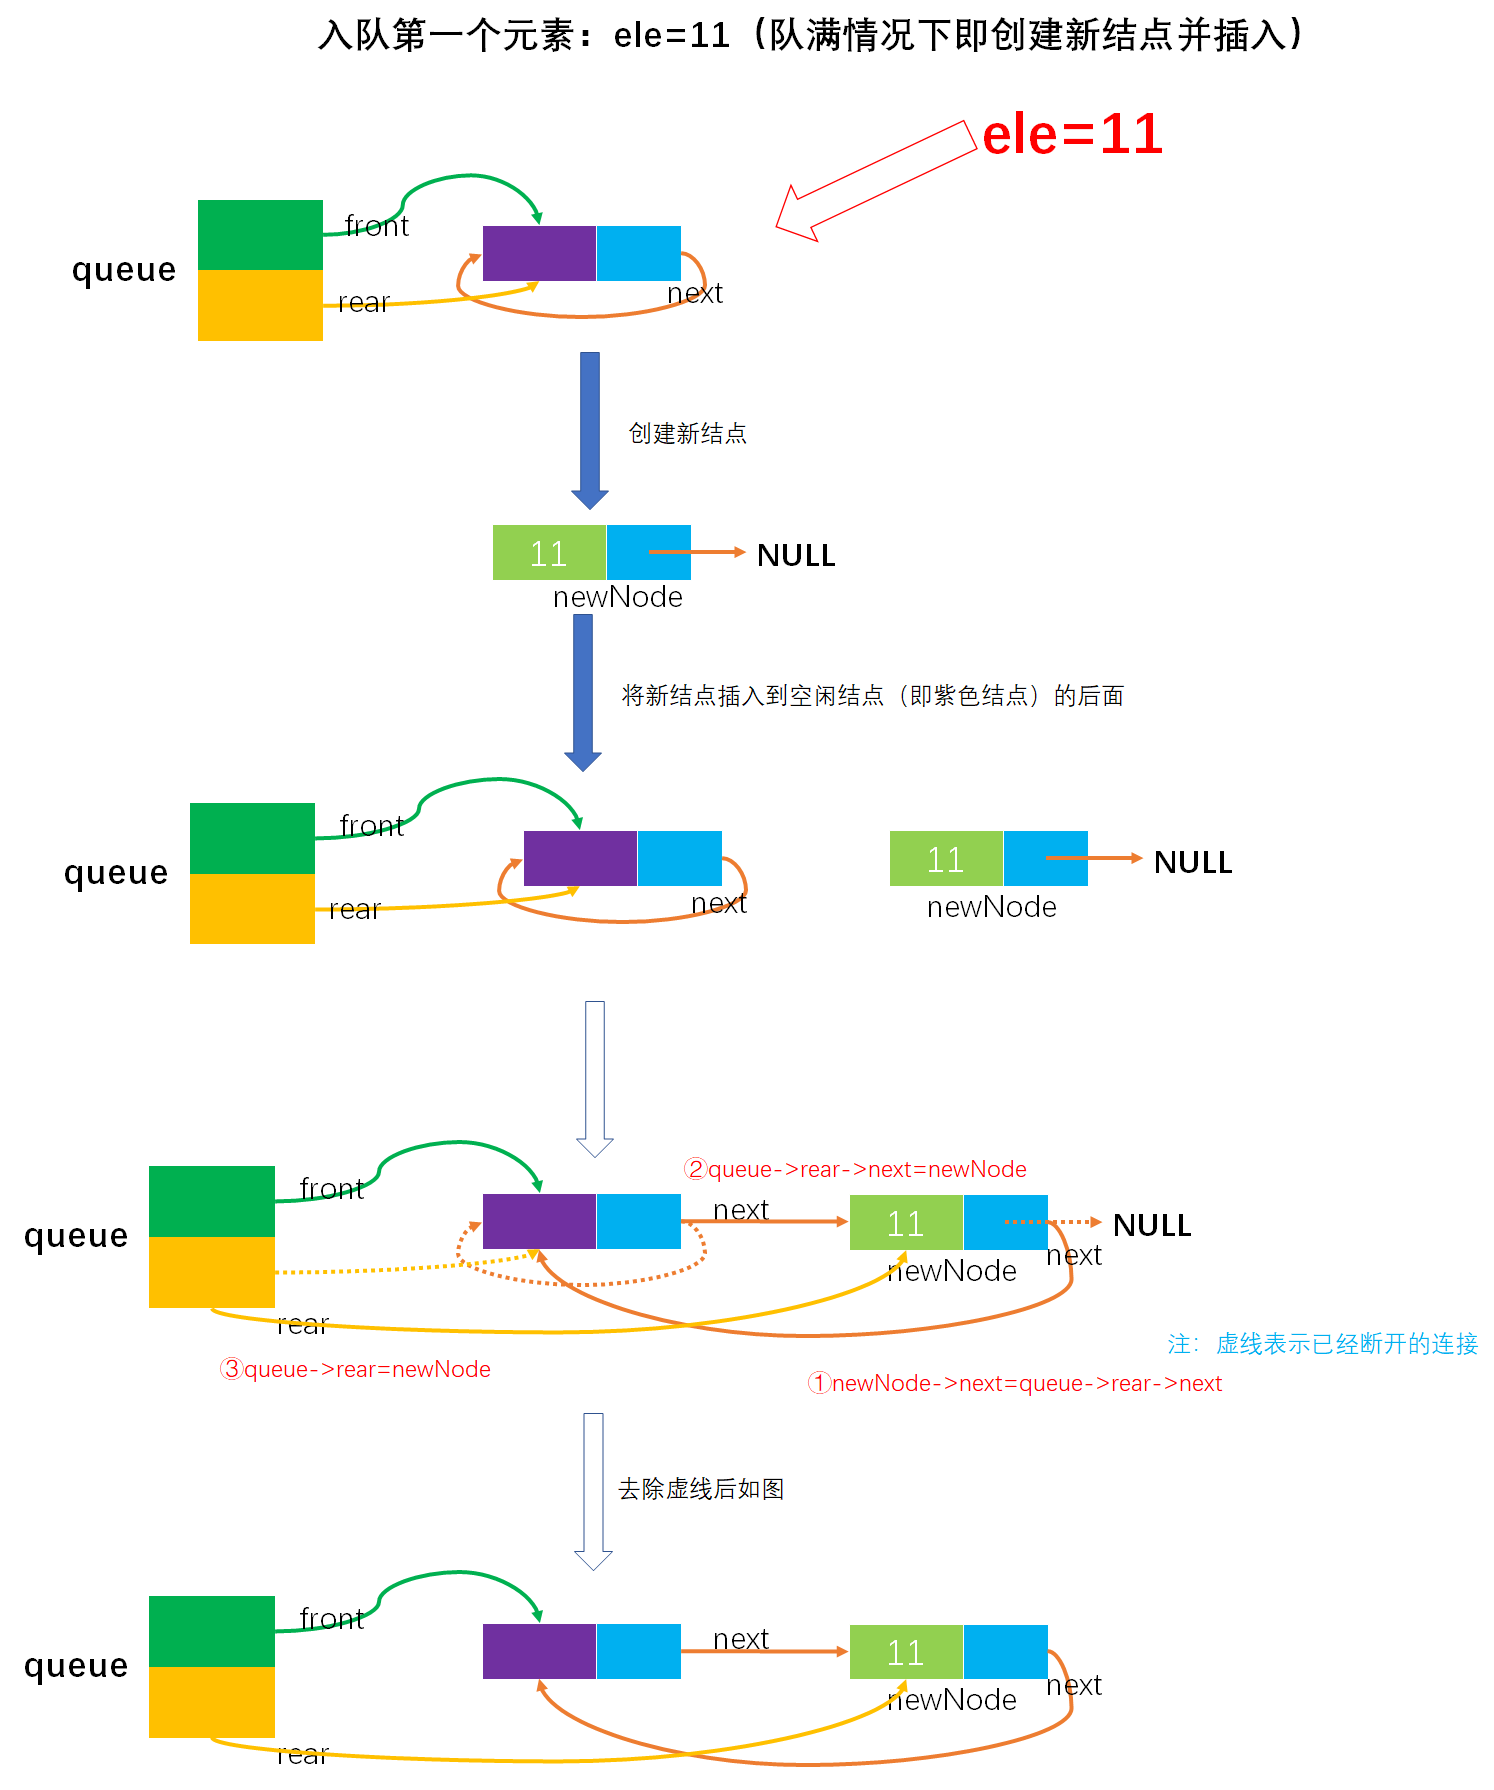 入队第一个元素：ele=11（队满情况下即创建新结点并插入）
ele=11
front
queue
rear
next
创建新结点
11
NULL
newNode
将新结点插入到空闲结点（即紫色结点）的后面
front
queue
rear
next
11
NULL
newNode
②queue->rear->next=newNode
front
next
11
NULL
queue
next
newNode
rear
注：虚线表示已经断开的连接
③queue->rear=newNode
①newNode->next=queue->rear->next
去除虚线后如图
front
next
11
queue
next
newNode
rear